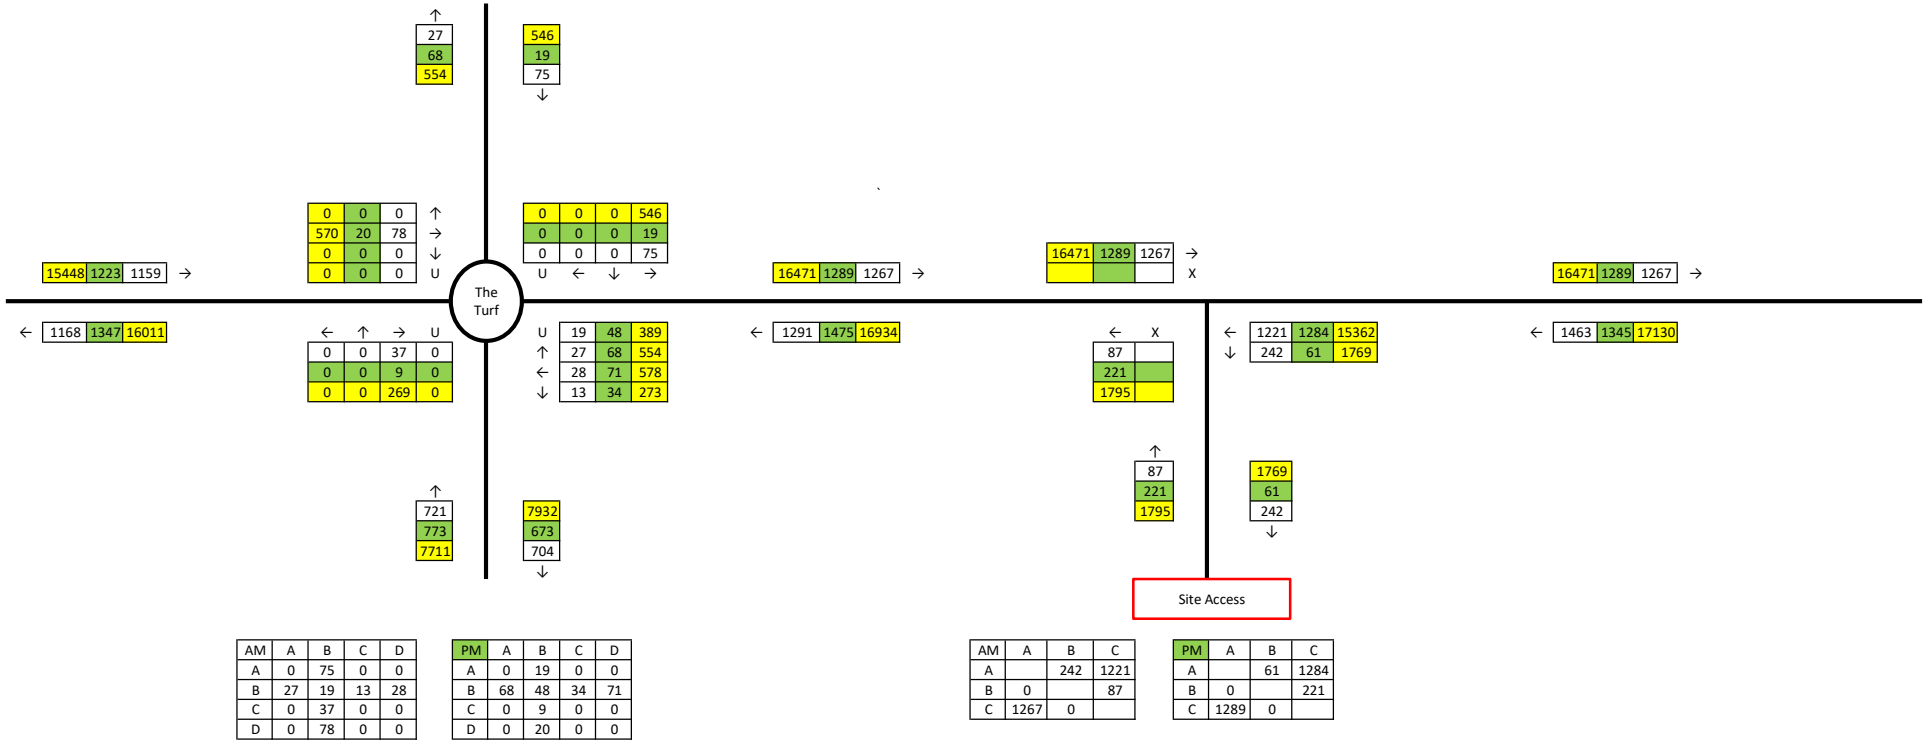 ↑
27 546
68 19
554 75
↓
`
0 0 0 ↑ 0 0 0 546
570 20 78 → 0 0 0 19
0 0 0 ↓ 0 0 0 75
0 0 0 U U ← ↓ →
15448 1223 1159 →
16471 1289 1267 →
16471 1289 1267 →
X
16471 1289 1267 →
The
Turf
← 1168 1347 16011
← ↑ → U
0 0 37 0
0 0 9 0
0 0 269 0
U 19 48 389
↑ 27 68 554
← 28 71 578
↓ 13 34 273
← 1291 1475 16934
← X
87
221
1795
← 1221 1284 15362
↓ 242 61 1769
← 1463 1345 17130
↑
721 7932
773 673
7711 704
↓
↑
87 1769
221 61
1795 242
↓
Site Access
AM A B C D
A 0 75 0 0
B 27 19 13 28
C 0 37 0 0
D 0 78 0 0
PM A B C D
A 0 19 0 0
B 68 48 34 71
C 0 9 0 0
D 0 20 0 0
AM A B C
A 242 1221
B 0 87
C 1267 0
PM A B C
A 61 1284
B 0 221
C 1289 0